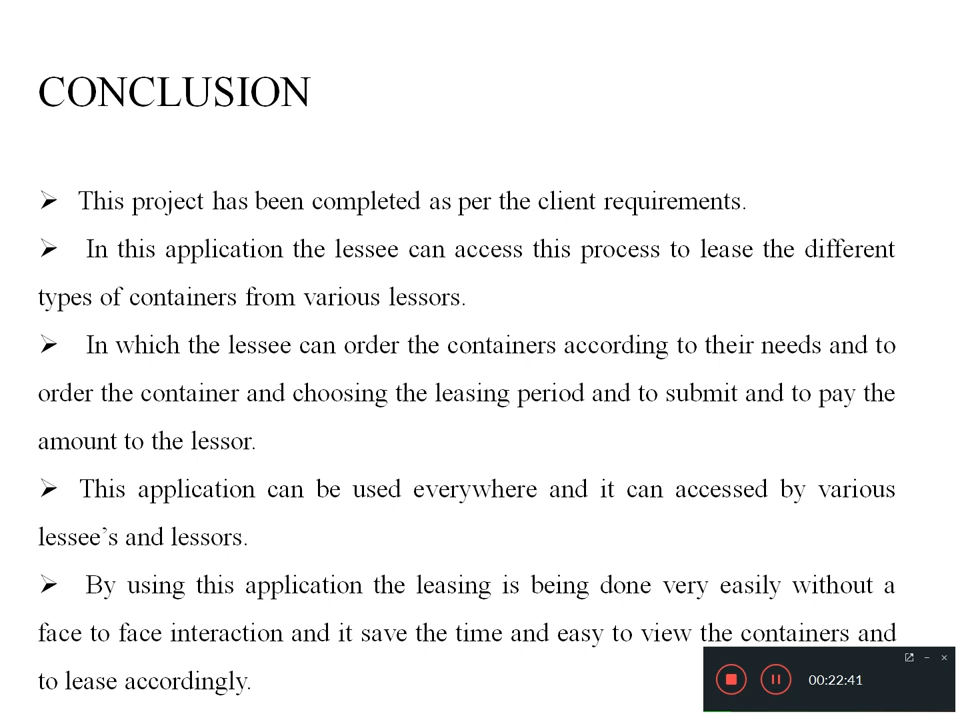 CONCLUSION
➢ This project has been completed as per the client requirements.
➢ In this application the lessee can access this process to lease the different
types of containers from various lessors.
➢ In which the lessee can order the containers according to their needs and to
order the container and choosing the leasing period and to submit and to pay the
amount to the lessor.
➢ This application can be used everywhere and it can accessed by various
lessee’s and lessors.
➢ By using this application the leasing is being done very easily without a
face to face interaction and it save the time and easy to view the containers and
to lease accordingly.
00:22:41